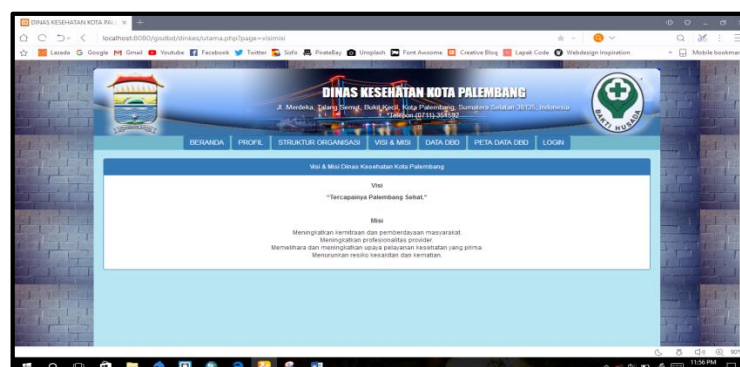 DINAS KESEHATAN KOTA PAL
localhost:8080/gisdbd/dinkes/utama.php?page=visimisi
Lazada Google Gmail Youtube Facebook Twitter Sisfo PirateBay Unsplash Font Awsome Creative Blog Lapak Code Webdesign Inspiration Mobile bookmar
DINAS KESEHATAN KOTA PALEMBANG
Jl. Merdeka, Talang Semut, Bukit Kecil, Kota Palembang, Sumatera Selatan 30135, Indonesia
Telepon (0711) 350592
BAKTI HUSADA
BERANDA PROFIL STRUKTUR ORGANISASI VISI & MISI DATA DBD PETA DATA DBD LOGIN
Visi & Misi Dinas Kesehatan Kota Palembang
Visi
"Tercapainya Palembang Sehat."
Misi
Meningkatkan kemitraan dan pemberdayaan masyarakat.
Meningkatkan profesionalitas provider.
Memelihara dan meningkatkan upaya pelayanan kesehatan yang prima.
Menurunkan resiko kesakitan dan kematian.
90%
11:56 PM